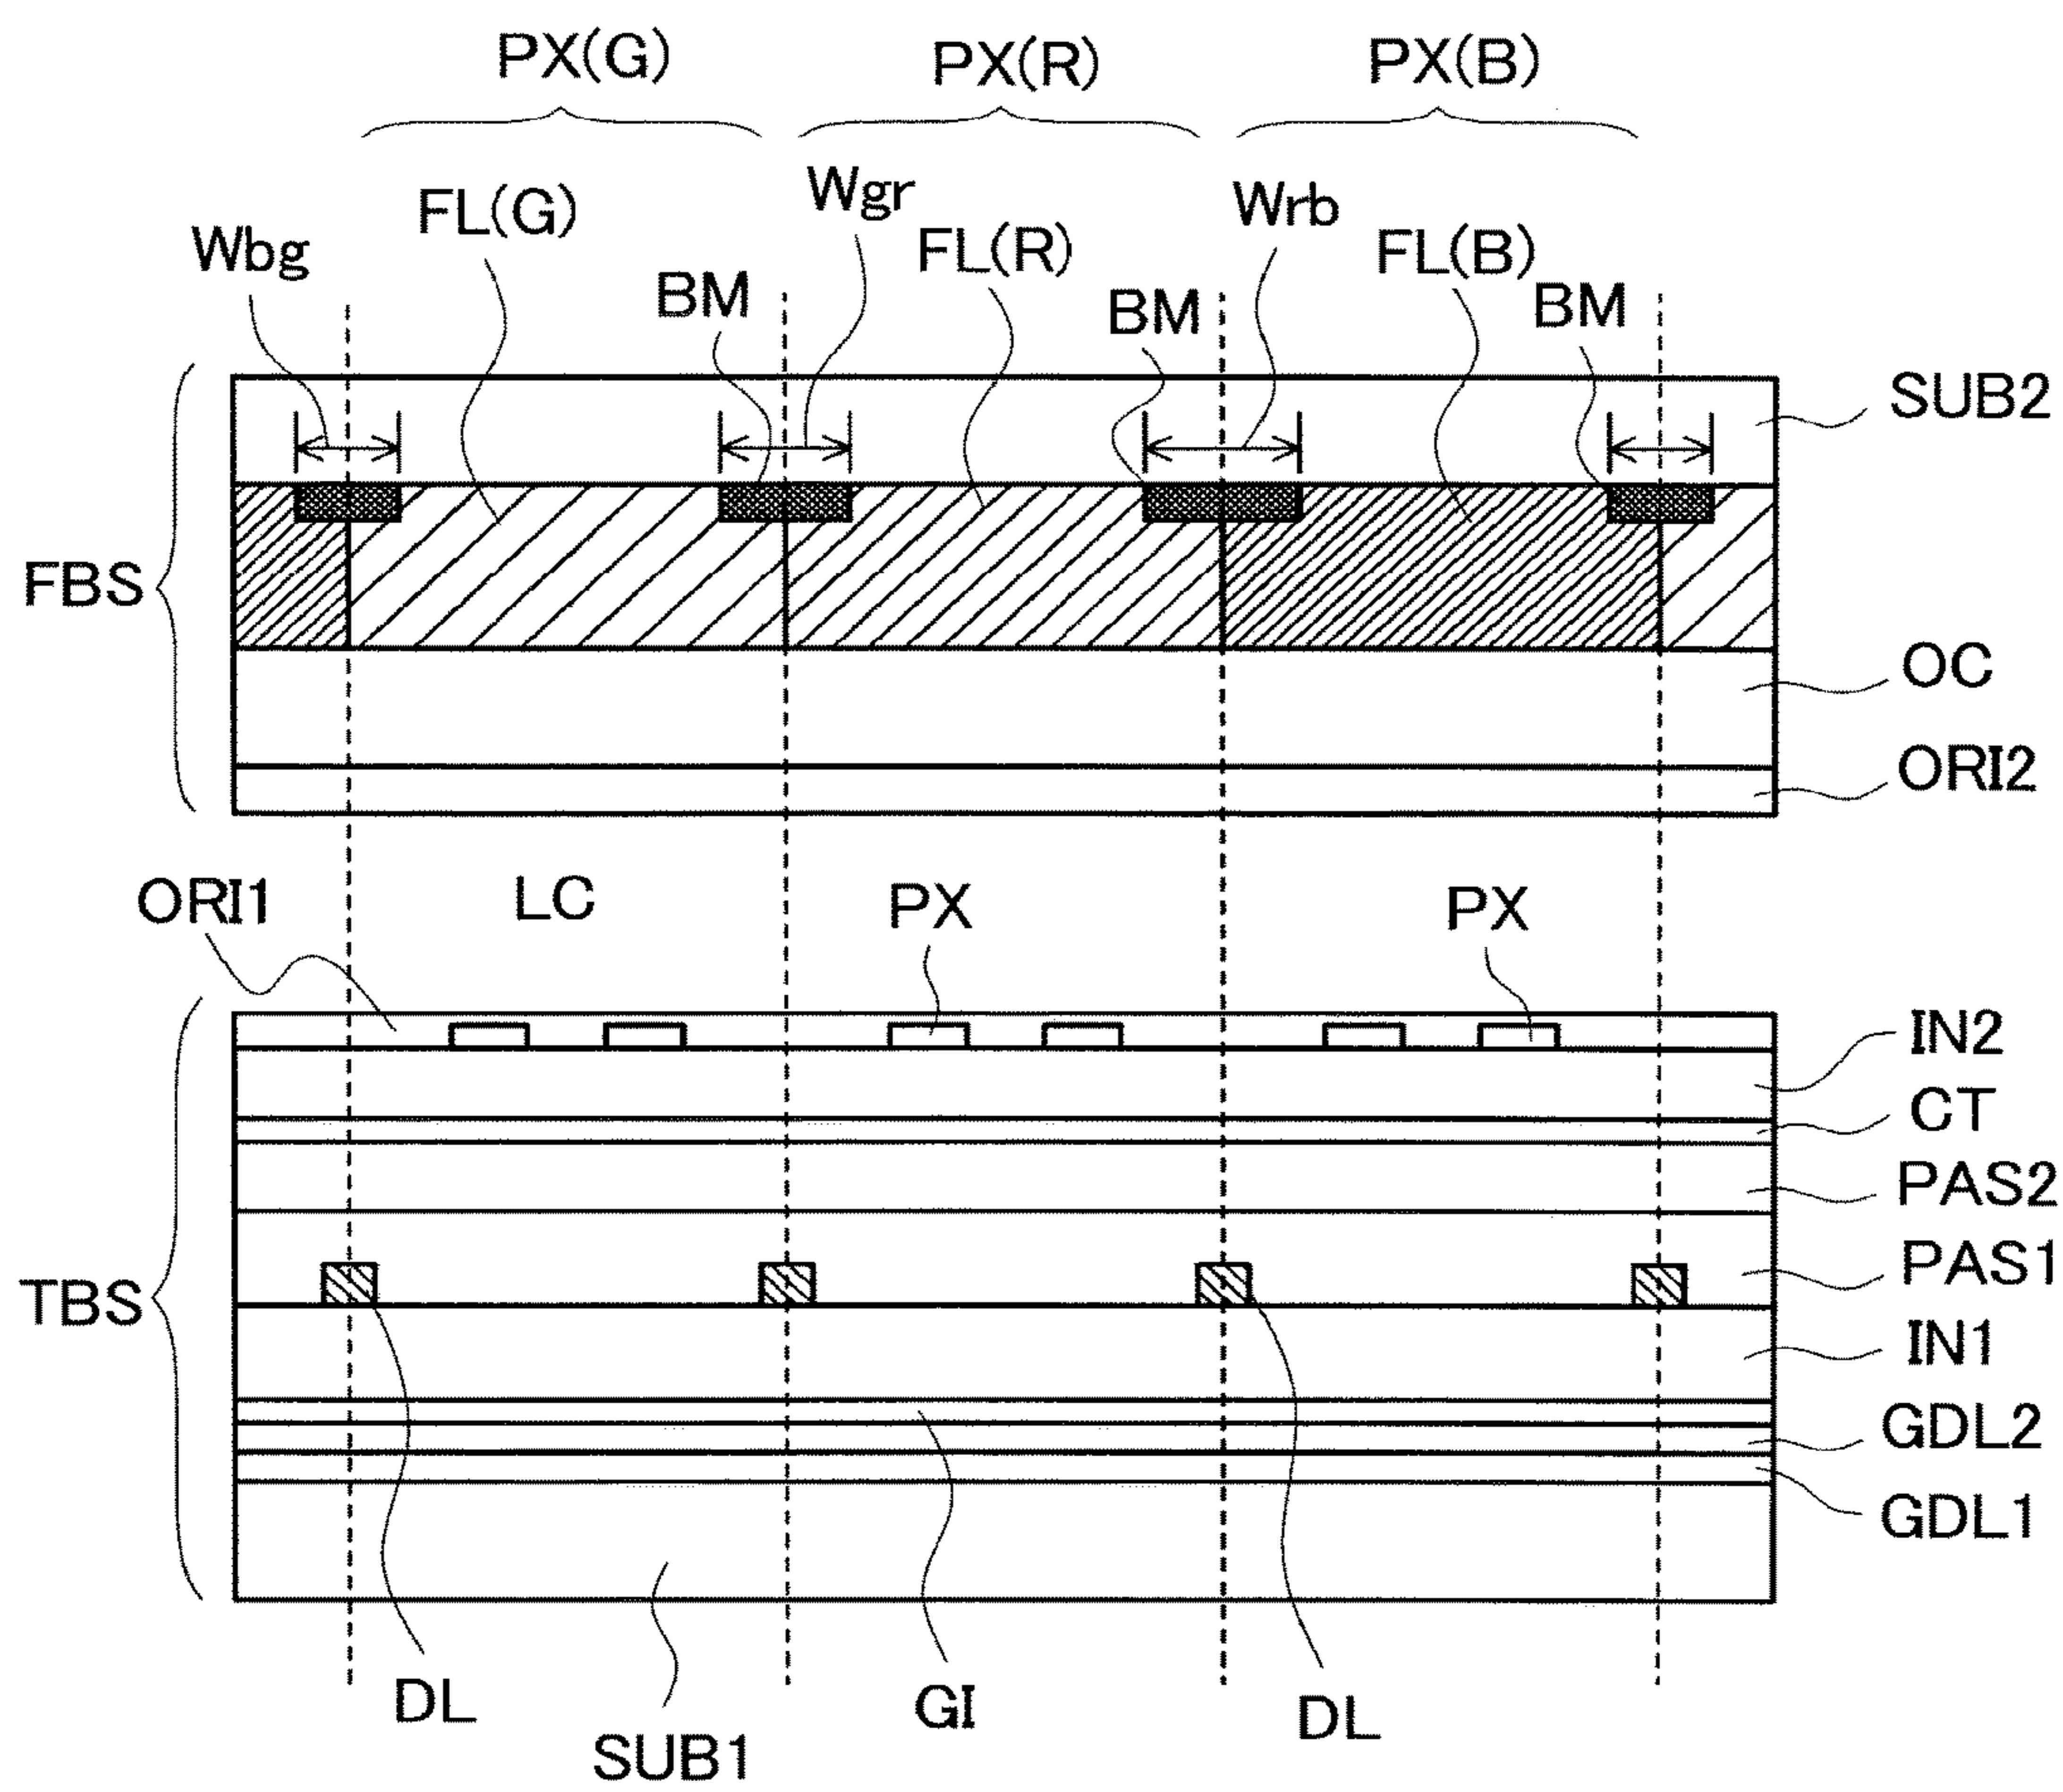 PX(G) PX(R) PX(B)
Wbg FL(G) Wgr FL(R) Wrb FL(B)
BM BM BM
SUB2
FBS
OC
ORI2
ORI1 LC PX PX
IN2
CT
PAS2
PAS1
TBS
IN1
GDL2
GDL1
DL GI DL
SUB1